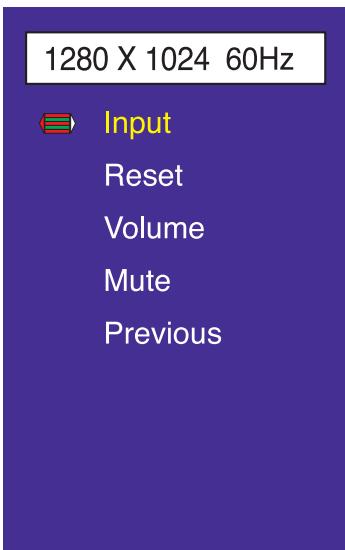 1280 X 1024 60Hz
Input
Reset
Volume
Mute
Previous